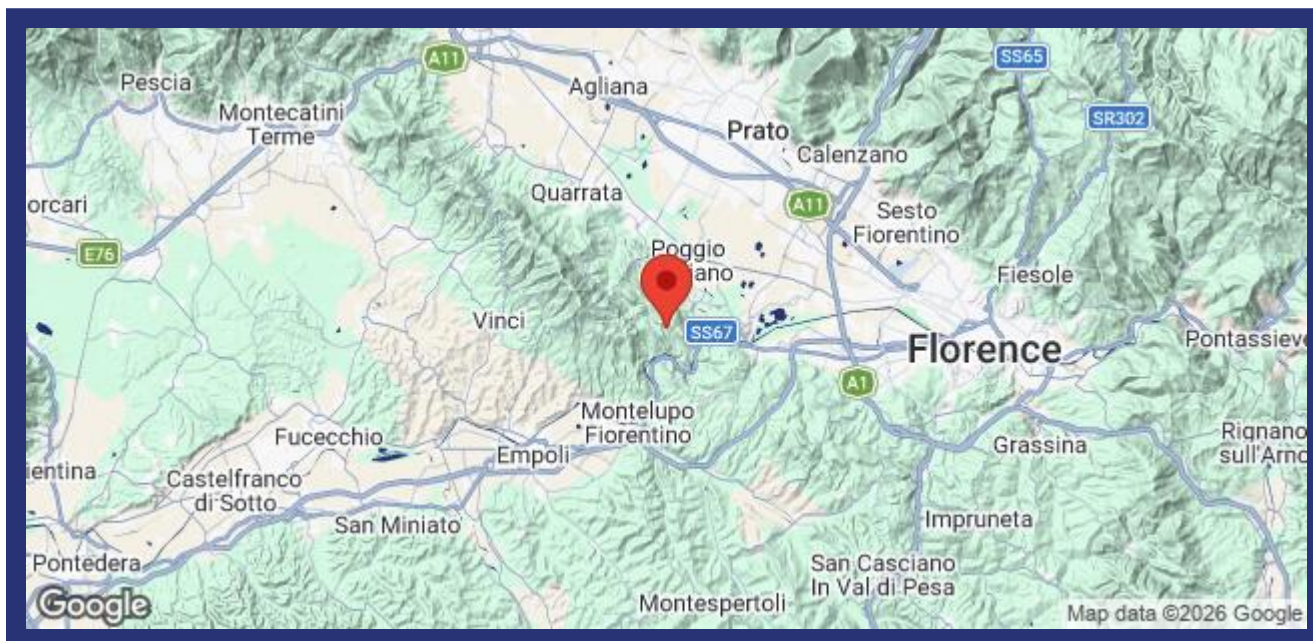 A11
SS65
Pescia
Agliana
Montecatini
Terme
SR302
Prato
Calenzano
Quarrata
orcari
A11
Sesto
Fiorentino
E76
Poggio
iano
Fiesole
Vinci
SS67
Florence
Pontassieve
A1
Montelupo
Fiorentino
Fucecchio
Empoli
Grassina
Rignano
sull'Arno
ientina
Castelfranco
di Sotto
San Miniato
Impruneta
Pontedera
San Casciano
In Val di Pesa
Montespertoli
Google
Map data ©2026 Google